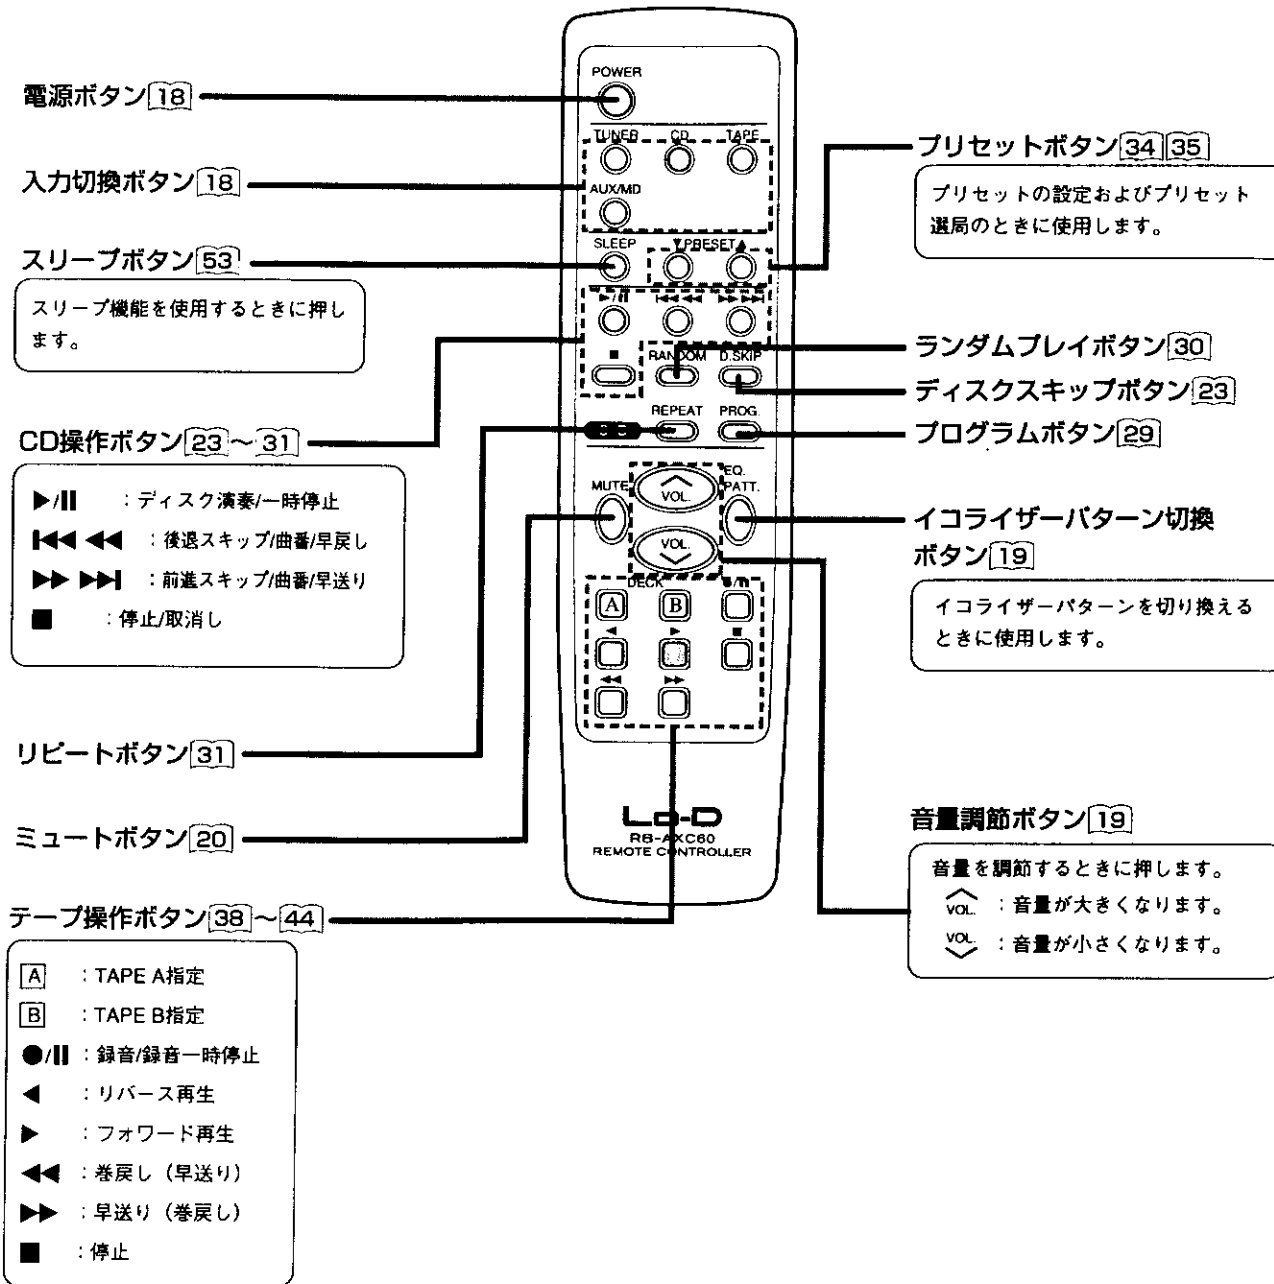 電源ボタン18
入力切換ボタン18
スリープボタン53
スリープ機能を使用するときに押し
ます。
CD操作ボタン23～31
▶/II ：ディスク演奏/一時停止
I◀◀ ◀◀ ：後退スキップ/曲番/早戻し
▶▶ ▶▶I ：前進スキップ/曲番/早送り
■ ：停止/取消し
リピートボタン31
ミュートボタン20
テープ操作ボタン38～44
A ：TAPE A指定
B ：TAPE B指定
●/II ：録音/録音一時停止
◀ ：リバース再生
▶ ：フォワード再生
◀◀ ：巻戻し（早送り）
▶▶ ：早送り（巻戻し）
■ ：停止
POWER
TUNER CD TAPE
AUX/MD
SLEEP ▼PRESET▲
▶/II I◀◀ ◀◀ ▶▶ ▶▶I
■ RANDOM D.SKIP
REPEAT PROG.
MUTE VOL. EQ.
PATT.
VOL.
DECK ●/II
A B
◀ ▶ ■
◀◀ ▶▶
Lo-D
RB-AXC60
REMOTE CONTROLLER
プリセットボタン34 35
プリセットの設定およびプリセット
選局のときに使用します。
ランダムプレイボタン30
ディスクスキップボタン23
プログラムボタン29
イコライザーパターン切換
ボタン19
イコライザーパターンを切り換える
ときに使用します。
音量調節ボタン19
音量を調節するときに押します。
VOL. ：音量が大きくなります。
VOL. ：音量が小さくなります。